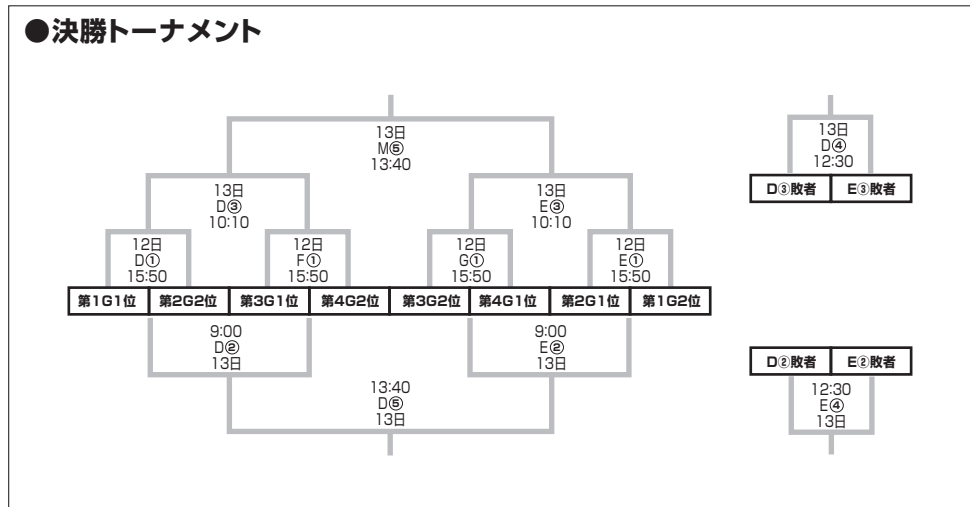 ●決勝トーナメント
13日
M⑤
13:40
13日
D④
12:30
D③敗者 E③敗者
13日
D③
10:10
13日
E③
10:10
12日
D①
15:50
12日
F①
15:50
12日
G①
15:50
12日
E①
15:50
第1G1位 第2G2位 第3G1位 第4G2位 第3G2位 第4G1位 第2G1位 第1G2位
9:00
D②
13日
9:00
E②
13日
13:40
D⑤
13日
D②敗者 E②敗者
12:30
E④
13日